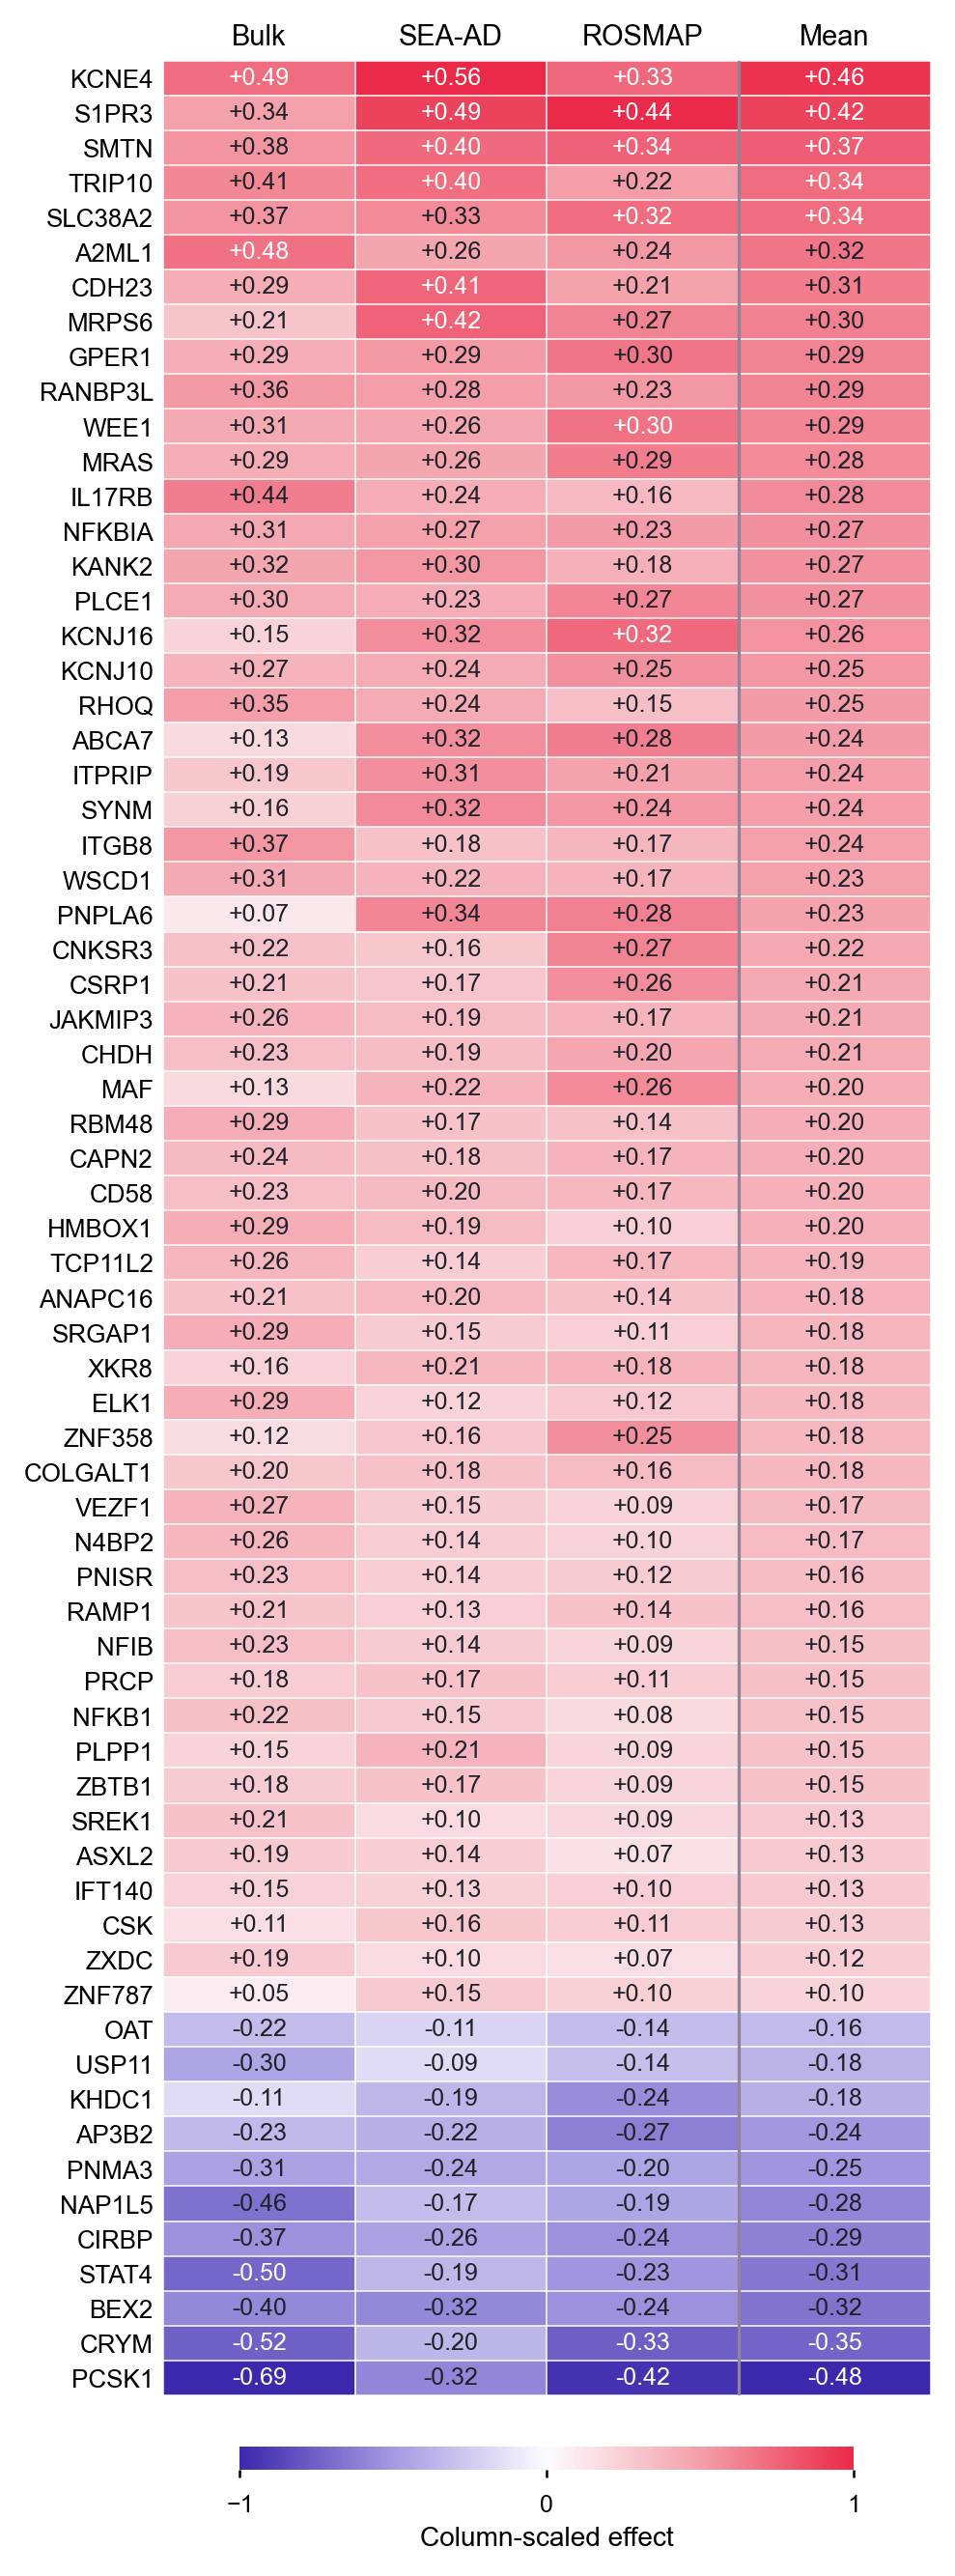 Bulk SEA-AD ROSMAP Mean
KCNE4 +0.49 +0.56 +0.33 +0.46
S1PR3 +0.34 +0.49 +0.44 +0.42
SMTN +0.38 +0.40 +0.34 +0.37
TRIP10 +0.41 +0.40 +0.22 +0.34
SLC38A2 +0.37 +0.33 +0.32 +0.34
A2ML1 +0.48 +0.26 +0.24 +0.32
CDH23 +0.29 +0.41 +0.21 +0.31
MRPS6 +0.21 +0.42 +0.27 +0.30
GPER1 +0.29 +0.29 +0.30 +0.29
RANBP3L +0.36 +0.28 +0.23 +0.29
WEE1 +0.31 +0.26 +0.30 +0.29
MRAS +0.29 +0.26 +0.29 +0.28
IL17RB +0.44 +0.24 +0.16 +0.28
NFKBIA +0.31 +0.27 +0.23 +0.27
KANK2 +0.32 +0.30 +0.18 +0.27
PLCE1 +0.30 +0.23 +0.27 +0.27
KCNJ16 +0.15 +0.32 +0.32 +0.26
KCNJ10 +0.27 +0.24 +0.25 +0.25
RHOQ +0.35 +0.24 +0.15 +0.25
ABCA7 +0.13 +0.32 +0.28 +0.24
ITPRIP +0.19 +0.31 +0.21 +0.24
SYNM +0.16 +0.32 +0.24 +0.24
ITGB8 +0.37 +0.18 +0.17 +0.24
WSCD1 +0.31 +0.22 +0.17 +0.23
PNPLA6 +0.07 +0.34 +0.28 +0.23
CNKSR3 +0.22 +0.16 +0.27 +0.22
CSRP1 +0.21 +0.17 +0.26 +0.21
JAKMIP3 +0.26 +0.19 +0.17 +0.21
CHDH +0.23 +0.19 +0.20 +0.21
MAF +0.13 +0.22 +0.26 +0.20
RBM48 +0.29 +0.17 +0.14 +0.20
CAPN2 +0.24 +0.18 +0.17 +0.20
CD58 +0.23 +0.20 +0.17 +0.20
HMBOX1 +0.29 +0.19 +0.10 +0.20
TCP11L2 +0.26 +0.14 +0.17 +0.19
ANAPC16 +0.21 +0.20 +0.14 +0.18
SRGAP1 +0.29 +0.15 +0.11 +0.18
XKR8 +0.16 +0.21 +0.18 +0.18
ELK1 +0.29 +0.12 +0.12 +0.18
ZNF358 +0.12 +0.16 +0.25 +0.18
COLGALT1 +0.20 +0.18 +0.16 +0.18
VEZF1 +0.27 +0.15 +0.09 +0.17
N4BP2 +0.26 +0.14 +0.10 +0.17
PNISR +0.23 +0.14 +0.12 +0.16
RAMP1 +0.21 +0.13 +0.14 +0.16
NFIB +0.23 +0.14 +0.09 +0.15
PRCP +0.18 +0.17 +0.11 +0.15
NFKB1 +0.22 +0.15 +0.08 +0.15
PLPP1 +0.15 +0.21 +0.09 +0.15
ZBTB1 +0.18 +0.17 +0.09 +0.15
SREK1 +0.21 +0.10 +0.09 +0.13
ASXL2 +0.19 +0.14 +0.07 +0.13
IFT140 +0.15 +0.13 +0.10 +0.13
CSK +0.11 +0.16 +0.11 +0.13
ZXDC +0.19 +0.10 +0.07 +0.12
ZNF787 +0.05 +0.15 +0.10 +0.10
OAT -0.22 -0.11 -0.14 -0.16
USP11 -0.30 -0.09 -0.14 -0.18
KHDC1 -0.11 -0.19 -0.24 -0.18
AP3B2 -0.23 -0.22 -0.27 -0.24
PNMA3 -0.31 -0.24 -0.20 -0.25
NAP1L5 -0.46 -0.17 -0.19 -0.28
CIRBP -0.37 -0.26 -0.24 -0.29
STAT4 -0.50 -0.19 -0.23 -0.31
BEX2 -0.40 -0.32 -0.24 -0.32
CRYM -0.52 -0.20 -0.33 -0.35
PCSK1 -0.69 -0.32 -0.42 -0.48
−1 0 1
Column-scaled effect